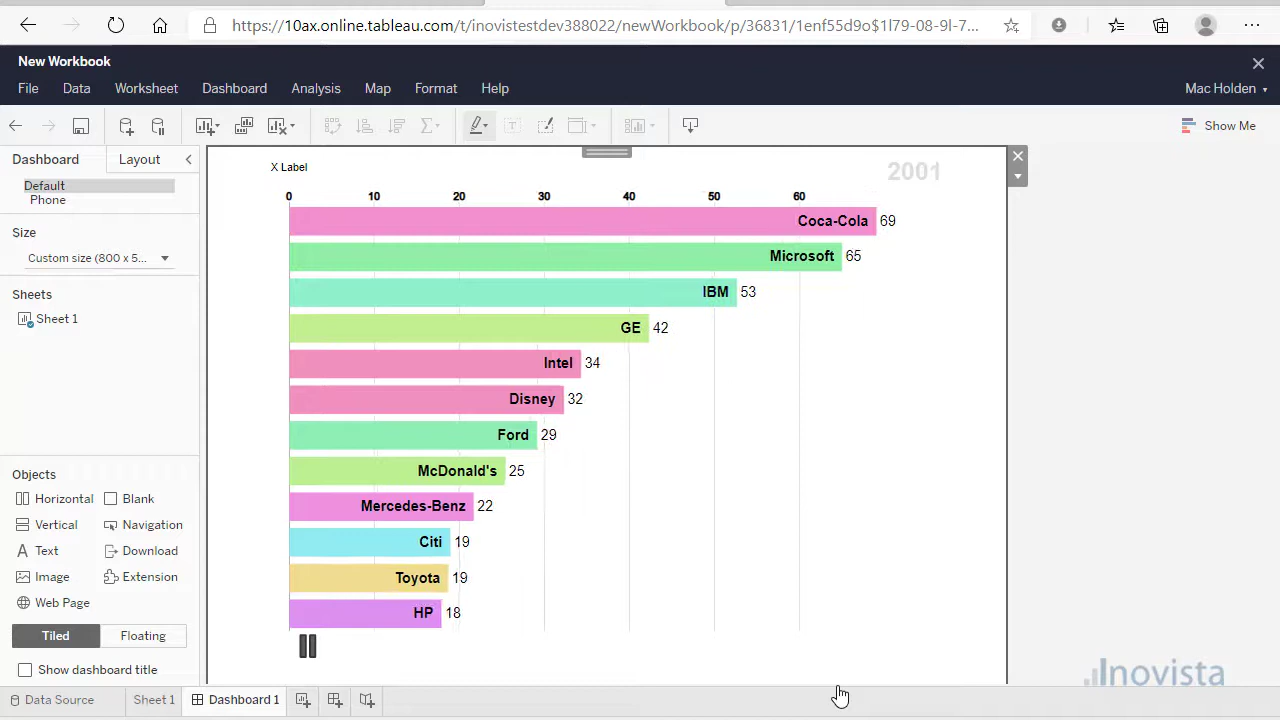 https://10ax.online.tableau.com/t/inovistestdev388022/newWorkbook/p/36831/1enf55d9o$1l79-08-9l-7...
New Workbook
File Data Worksheet Dashboard Analysis Map Format Help
Mac Holden
Show Me
Dashboard Layout
Default
Phone
Size
Custom size (800 x 5...
Sheets
Sheet 1
Objects
Horizontal Blank
Vertical Navigation
Text Download
Image Extension
Web Page
Tiled Floating
Show dashboard title
X Label
2001
0 10 20 30 40 50 60
Coca-Cola 69
Microsoft 65
IBM 53
GE 42
Intel 34
Disney 32
Ford 29
McDonald's 25
Mercedes-Benz 22
Citi 19
Toyota 19
HP 18
Inovista
Data Source Sheet 1 Dashboard 1